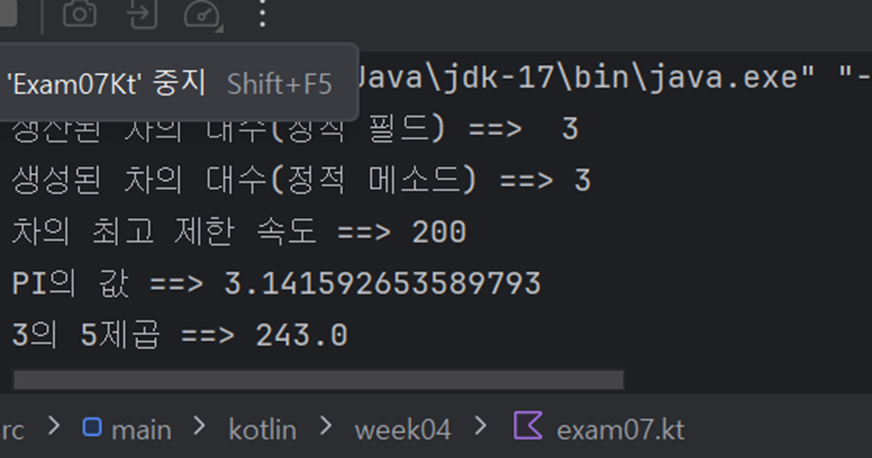 'Exam07Kt' 중지 Shift+F5
Java\jdk-17\bin\java.exe" "-
생산된 차의 대수(정적 필드) ==>  3
생성된 차의 대수(정적 메소드) ==> 3
차의 최고 제한 속도 ==> 200
PI의 값 ==> 3.141592653589793
3의 5제곱 ==> 243.0
rc > main > kotlin > week04 > exam07.kt